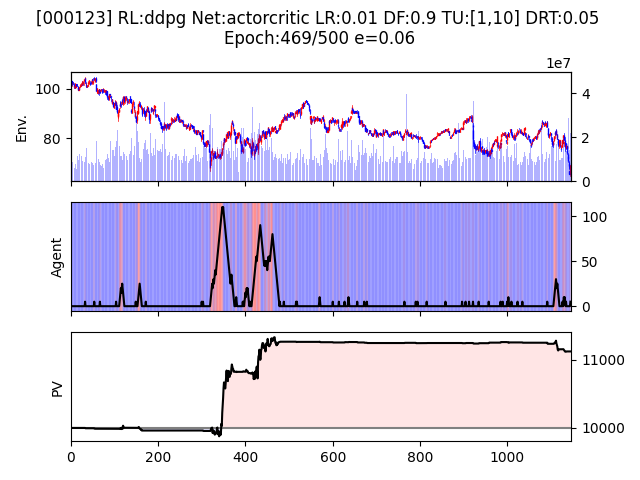 [000123] RL:ddpg Net:actorcritic LR:0.01 DF:0.9 TU:[1,10] DRT:0.05
Epoch:469/500 e=0.06
1e7
100
80
Env.
4
2
0
Agent
100
50
0
PV
11000
10000
0 200 400 600 800 1000